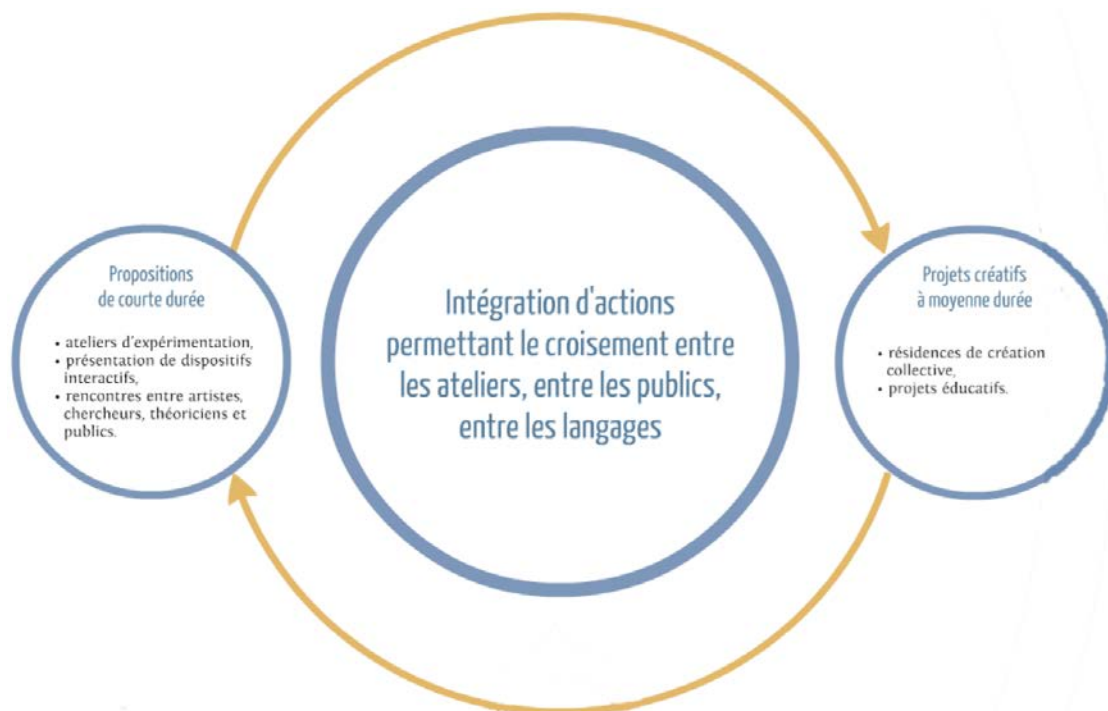 Propositions
de courte durée
• ateliers d'expérimentation,
• présentation de dispositifs
interactifs,
• rencontres entre artistes,
chercheurs, théoriciens et
publics.
Intégration d'actions
permettant le croisement entre
les ateliers, entre les publics,
entre les langages
Projets créatifs
à moyenne durée
• résidences de création
collective,
• projets éducatifs.